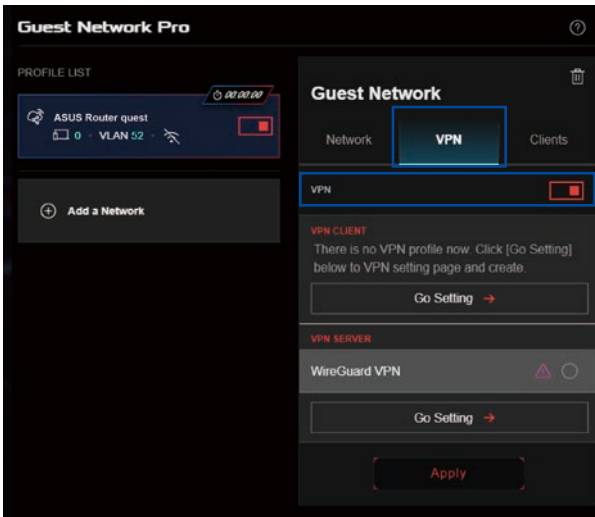 Guest Network Pro
PROFILE LIST
00:00:00
ASUS Router quest
0 · VLAN 52 ·
Add a Network
Guest Network
Network VPN Clients
VPN
VPN CLIENT
There is no VPN profile now. Click [Go Setting]
below to VPN setting page and create.
Go Setting →
VPN SERVER
WireGuard VPN
Go Setting →
Apply